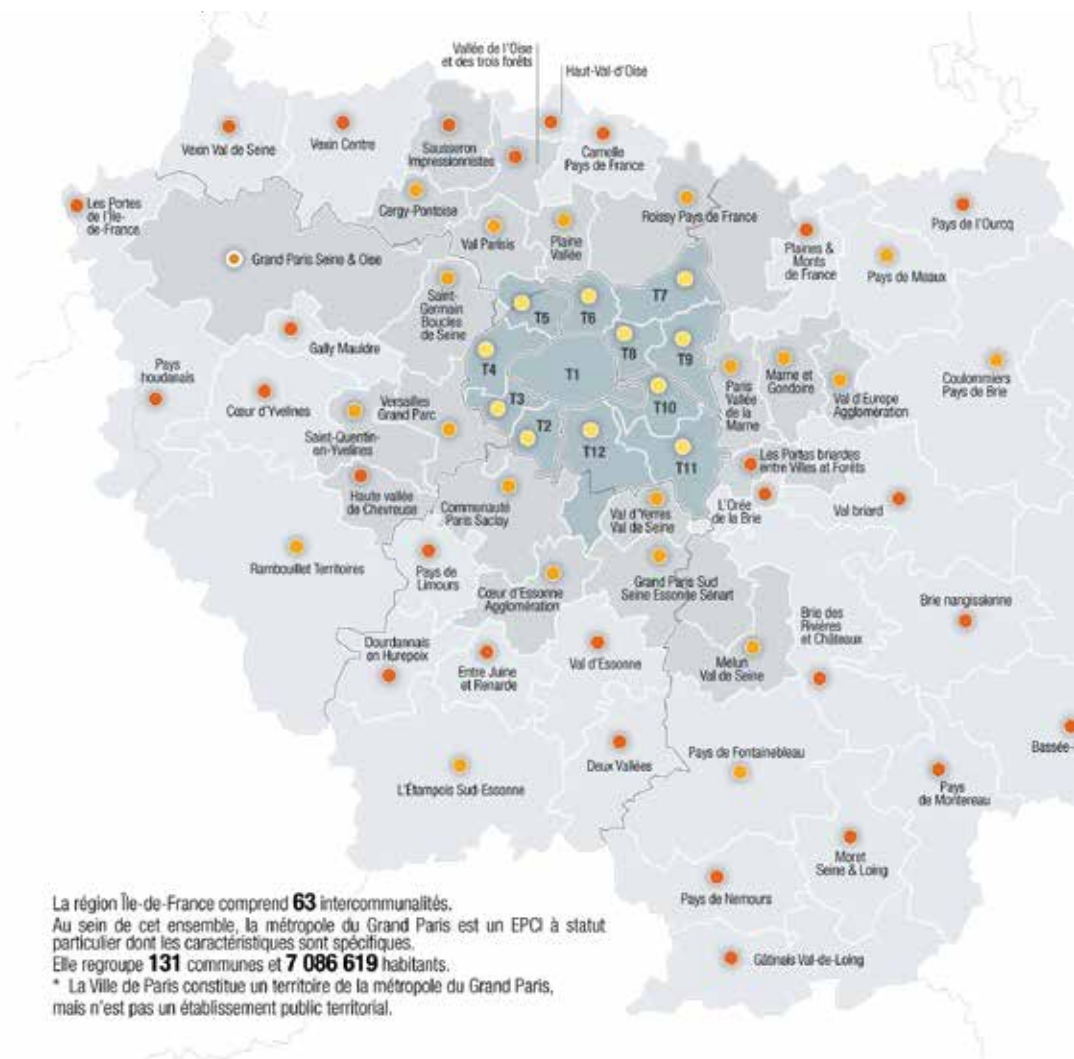 Vallée de l'Oise
et des trois forêts
Haut-Val-d'Oise
Vexin Val de Seine
Vexin Centre
Sausseron
Impressionnistes
Carnelle
Pays de France
Les Portes
de l'Île-
de-France
Cergy-Pontoise
Roissy Pays de France
Pays de l'Ourcq
Val Parisis
Plaine
Vallée
Plaines &
Monts
de France
Pays de Meaux
Grand Paris Seine & Oise
Saint-
Germain
Boucles
de Seine
T7
T5
T6
T8
T9
Gally Mauldre
T4
T1
Pays
houdanais
Cœur d'Yvelines
Versailles
Grand Parc
T3
T10
Paris
Vallée
de la
Marne
Marne et
Gondoire
Val d'Europe
Agglomération
Coulommiers
Pays de Brie
Saint-Quentin-
en-Yvelines
T2
T12
T11
Les Portes briardes
entre Villes et Forêts
Haute vallée
de Chevreuse
Communauté
Paris Saclay
Val d'Yerres
Val de Seine
L'Orée
de la Brie
Val briard
Rambouillet Territoires
Pays de
Limours
Cœur d'Essonne
Agglomération
Grand Paris Sud
Seine Essonne Sénart
Brie des
Rivières
et Châteaux
Brie nangissienne
Dourdannais
en Hurepoix
Entre Juine
et Renarde
Val d'Essonne
Melun
Val de Seine
L'Étampois Sud-Essonne
Deux Vallées
Pays de Fontainebleau
Bassée-
Pays
de Montereau
Moret
Seine & Loing
Pays de Nemours
Gâtinais Val-de-Loing
La région Île-de-France comprend 63 intercommunalités.
Au sein de cet ensemble, la métropole du Grand Paris est un EPCI à statut
particulier dont les caractéristiques sont spécifiques.
Elle regroupe 131 communes et 7 086 619 habitants.
* La Ville de Paris constitue un territoire de la métropole du Grand Paris,
mais n'est pas un établissement public territorial.